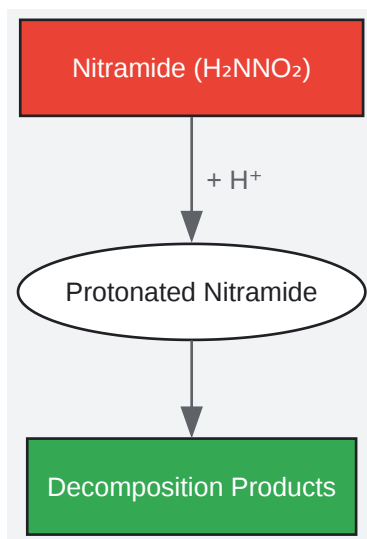 Nitramide (H₂NNO₂)
+ H⁺
Protonated Nitramide
Decomposition Products